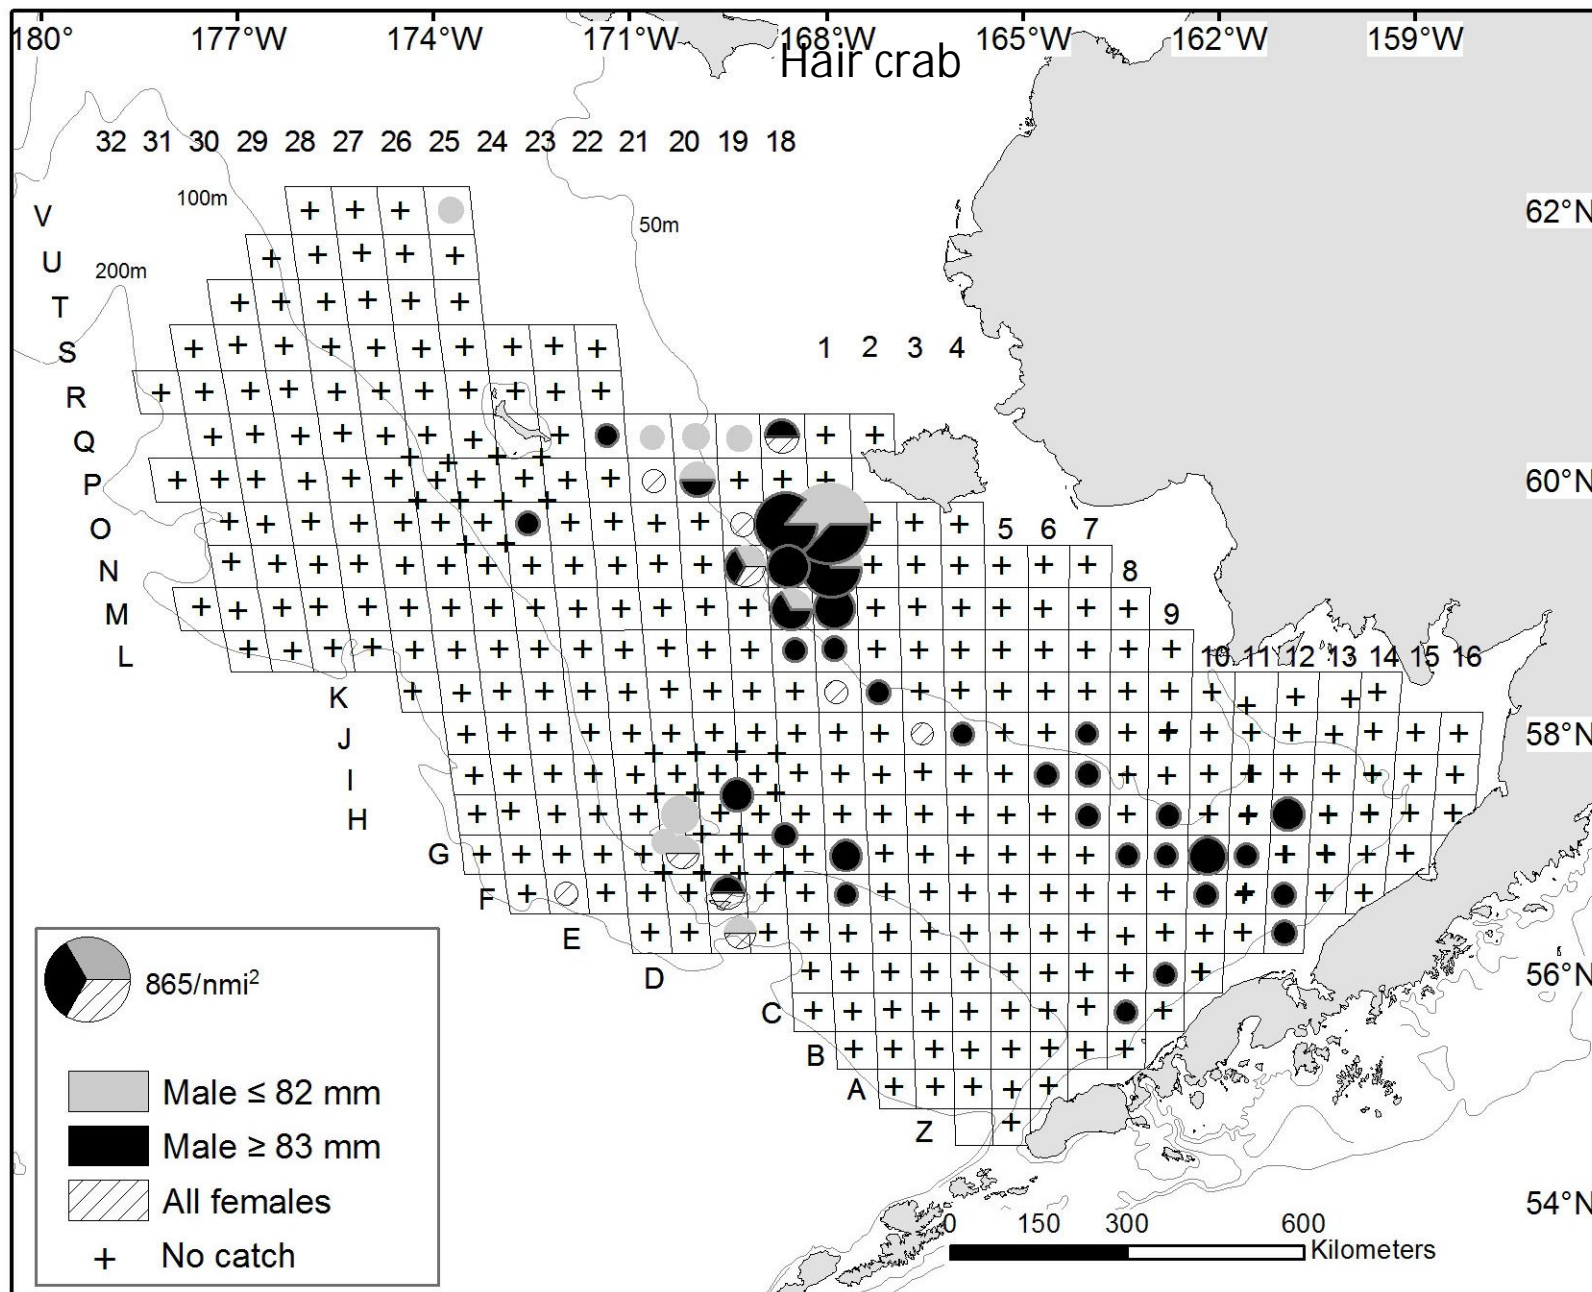 180° 177°W 174°W 171°W 168°W 165°W 162°W 159°W
Hair crab
32 31 30 29 28 27 26 25 24 23 22 21 20 19 18
100m
50m
200m
V
U
T
S
R
Q
P
O
N
M
L
K
J
I
H
G
F
E
D
C
B
A
Z
1 2 3 4
5 6 7
8
9
10 11 12 13 14 15 16
62°N
60°N
58°N
56°N
54°N
865/nmi²
Male ≤ 82 mm
Male ≥ 83 mm
All females
+ No catch
0 150 300 600
Kilometers